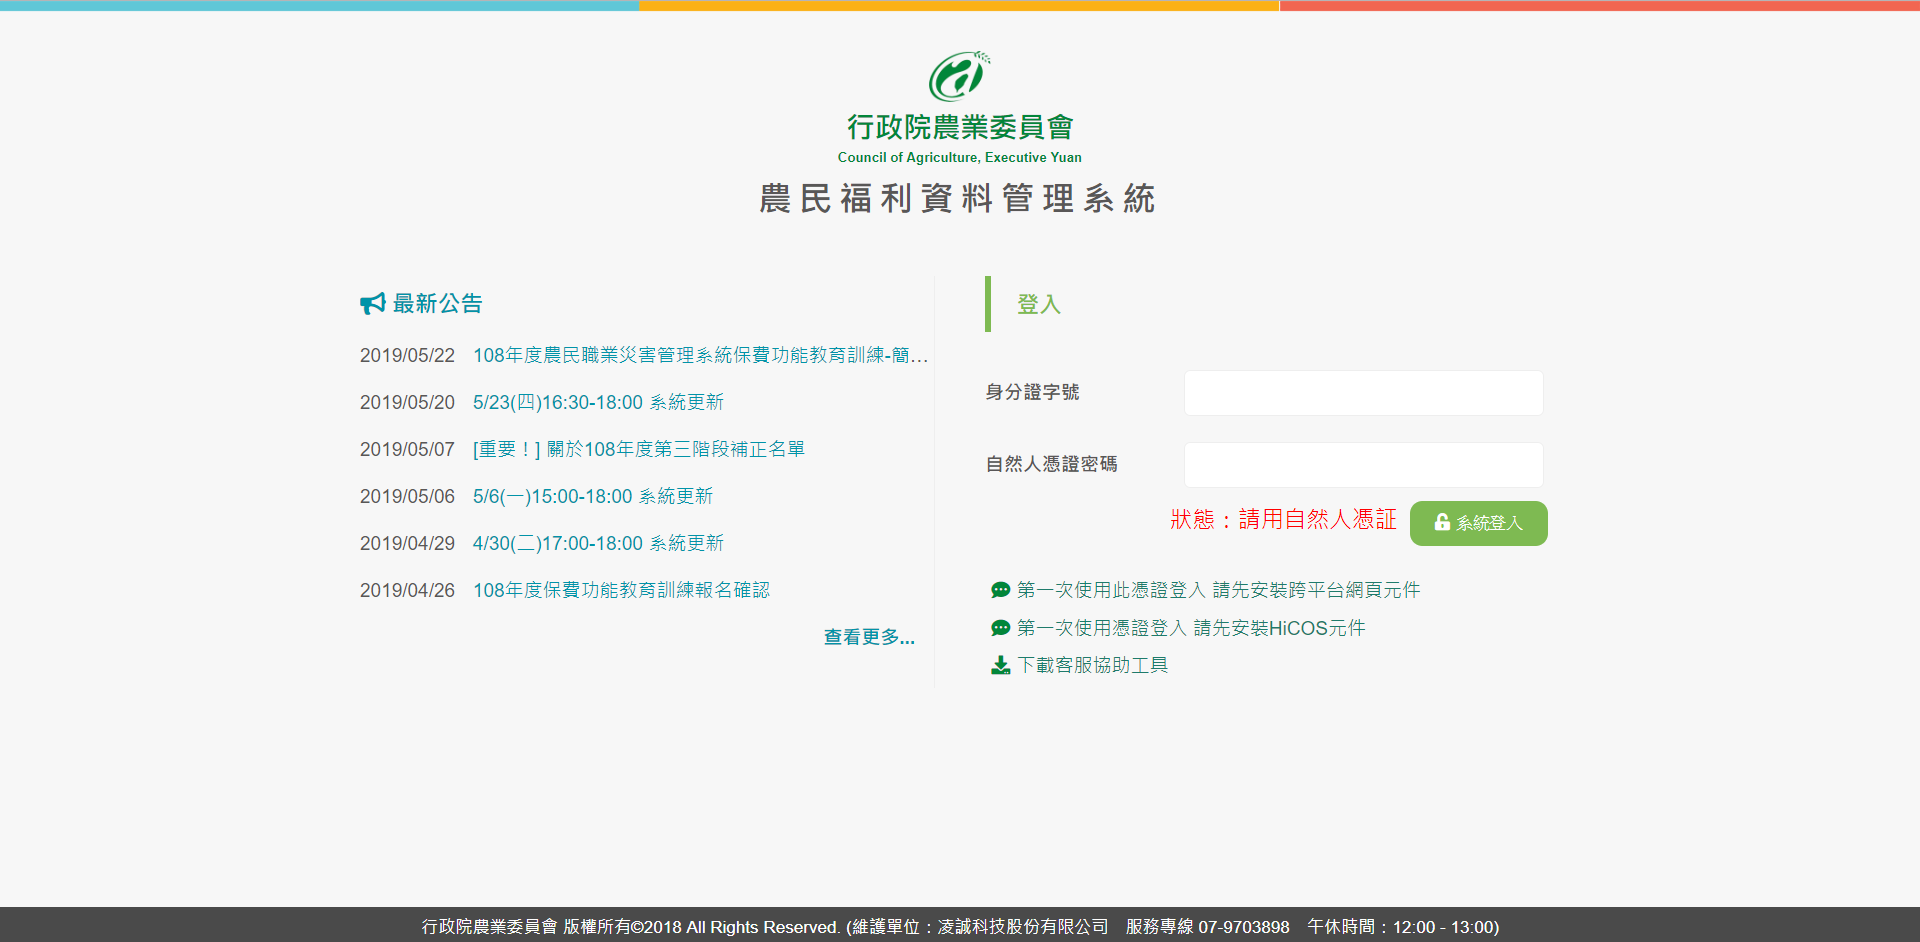 行政院農業委員會
Council of Agriculture, Executive Yuan
農民福利資料管理系統
最新公告
2019/05/22 108年度農民職業災害管理系統保費功能教育訓練-簡...
2019/05/20 5/23(四)16:30-18:00 系統更新
2019/05/07 [重要！] 關於108年度第三階段補正名單
2019/05/06 5/6(一)15:00-18:00 系統更新
2019/04/29 4/30(二)17:00-18:00 系統更新
2019/04/26 108年度保費功能教育訓練報名確認
查看更多...
登入
身分證字號
自然人憑證密碼
狀態：請用自然人憑証 系統登入
第一次使用此憑證登入 請先安裝跨平台網頁元件
第一次使用憑證登入 請先安裝HiCOS元件
下載客服協助工具
行政院農業委員會 版權所有©2018 All Rights Reserved. (維護單位：凌誠科技股份有限公司　服務專線 07-9703898　午休時間：12:00 - 13:00)